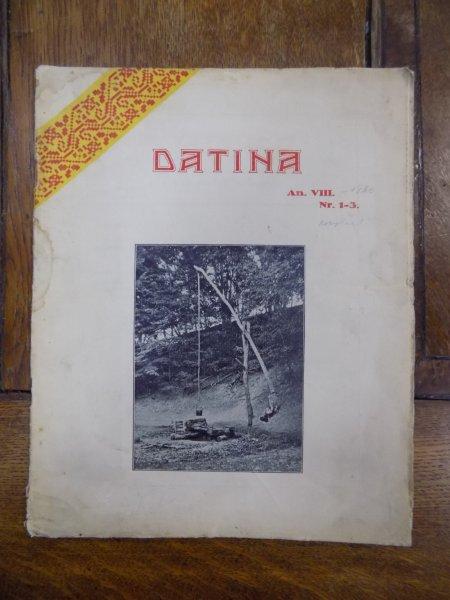 DATINA
An. VIII.
Nr. 1-3.